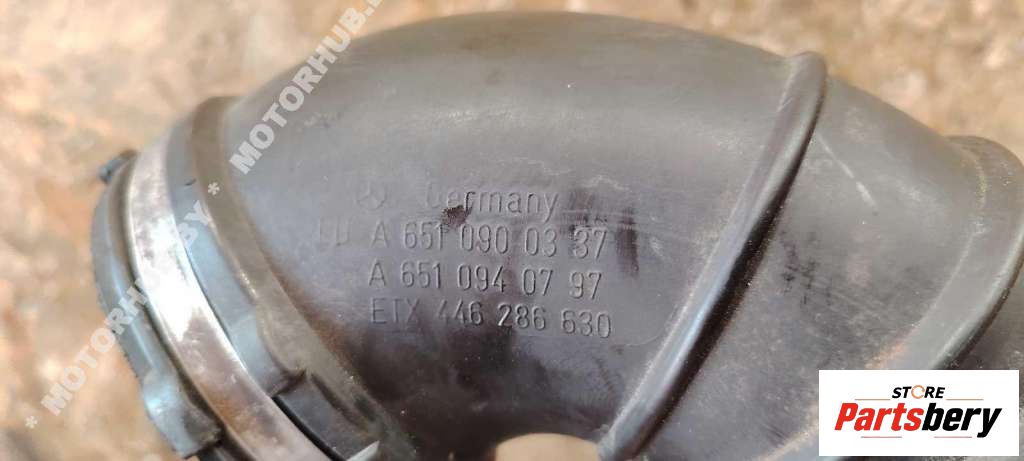 * MOTORHUB.BY * MOTORHUB.
Germany
A 651 090 03 37
A 651 094 07 97
ETX 446 286 630
STORE
Partsbery